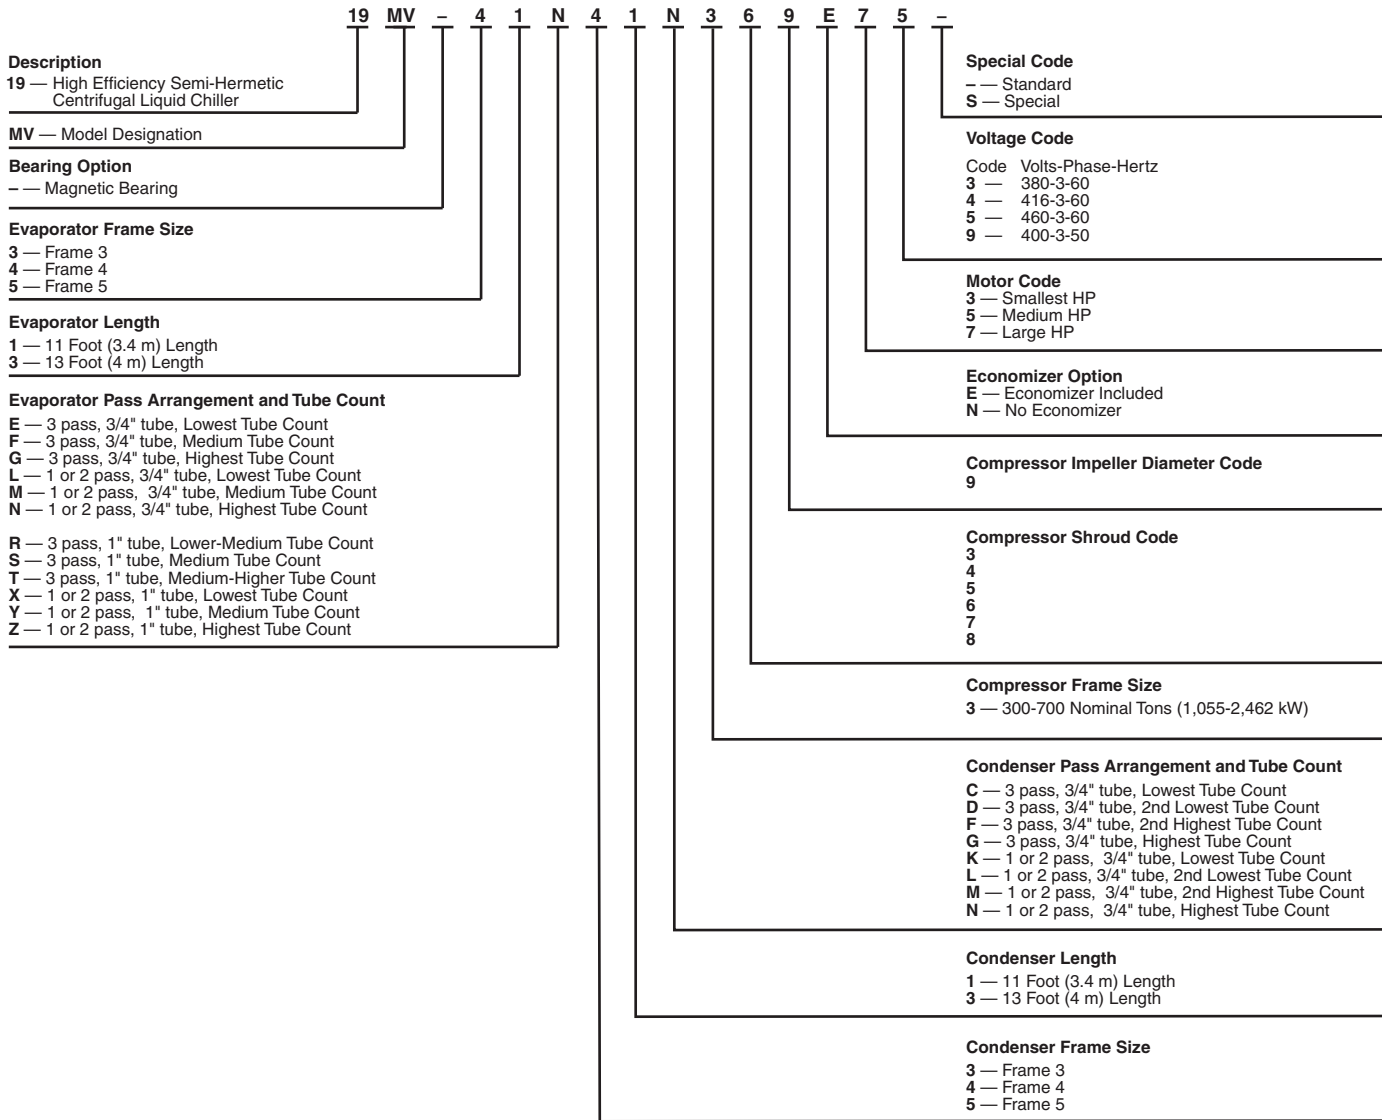 19 MV – 4 1 N 4 1 N 3 6 9 E 7 5 –
Description
19 — High Efficiency Semi-Hermetic
Centrifugal Liquid Chiller
MV — Model Designation
Bearing Option
– — Magnetic Bearing
Evaporator Frame Size
3 — Frame 3
4 — Frame 4
5 — Frame 5
Evaporator Length
1 — 11 Foot (3.4 m) Length
3 — 13 Foot (4 m) Length
Evaporator Pass Arrangement and Tube Count
E — 3 pass, 3/4" tube, Lowest Tube Count
F — 3 pass, 3/4" tube, Medium Tube Count
G — 3 pass, 3/4" tube, Highest Tube Count
L — 1 or 2 pass, 3/4" tube, Lowest Tube Count
M — 1 or 2 pass, 3/4" tube, Medium Tube Count
N — 1 or 2 pass, 3/4" tube, Highest Tube Count
R — 3 pass, 1" tube, Lower-Medium Tube Count
S — 3 pass, 1" tube, Medium Tube Count
T — 3 pass, 1" tube, Medium-Higher Tube Count
X — 1 or 2 pass, 1" tube, Lowest Tube Count
Y — 1 or 2 pass, 1" tube, Medium Tube Count
Z — 1 or 2 pass, 1" tube, Highest Tube Count
Special Code
– — Standard
S — Special
Voltage Code
Code Volts-Phase-Hertz
3 — 380-3-60
4 — 416-3-60
5 — 460-3-60
9 — 400-3-50
Motor Code
3 — Smallest HP
5 — Medium HP
7 — Large HP
Economizer Option
E — Economizer Included
N — No Economizer
Compressor Impeller Diameter Code
9
Compressor Shroud Code
3
4
5
6
7
8
Compressor Frame Size
3 — 300-700 Nominal Tons (1,055-2,462 kW)
Condenser Pass Arrangement and Tube Count
C — 3 pass, 3/4" tube, Lowest Tube Count
D — 3 pass, 3/4" tube, 2nd Lowest Tube Count
F — 3 pass, 3/4" tube, 2nd Highest Tube Count
G — 3 pass, 3/4" tube, Highest Tube Count
K — 1 or 2 pass, 3/4" tube, Lowest Tube Count
L — 1 or 2 pass, 3/4" tube, 2nd Lowest Tube Count
M — 1 or 2 pass, 3/4" tube, 2nd Highest Tube Count
N — 1 or 2 pass, 3/4" tube, Highest Tube Count
Condenser Length
1 — 11 Foot (3.4 m) Length
3 — 13 Foot (4 m) Length
Condenser Frame Size
3 — Frame 3
4 — Frame 4
5 — Frame 5